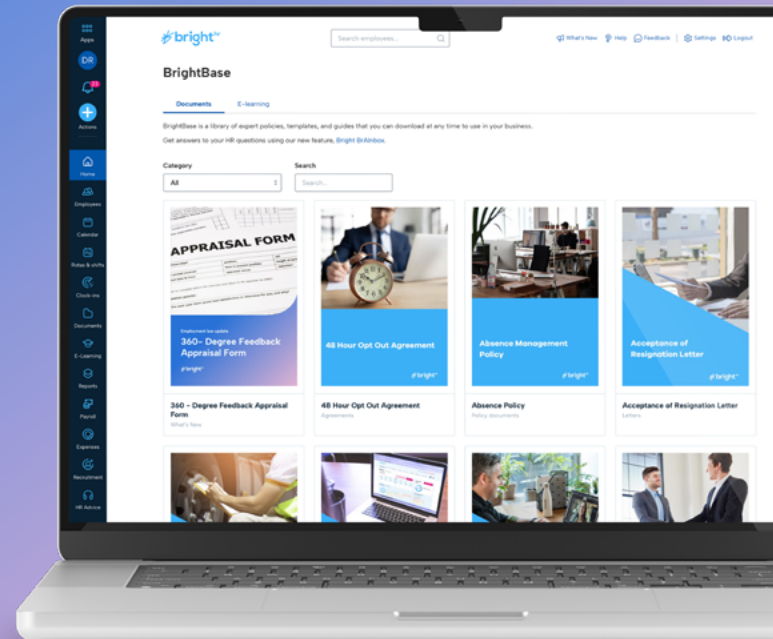 Apps
bright
Search employees...
What's New
Help
Feedback
Settings
Logout
DR
BrightBase
Actions
Documents
E-learning
BrightBase is a library of expert policies, templates, and guides that you can download at any time to use in your business.
Get answers to your HR questions using our new feature, Bright BrAInbox.
Category
Search
All
Search...
Home
Employees
Calendar
Rotas & shifts
Clock-ins
Documents
E-Learning
Reports
Payroll
Expenses
Recruitment
HR Advice
APPRAISAL FORM
Employment law update
360- Degree Feedback
Appraisal Form
bright
48 Hour Opt Out Agreement
bright
Absence Management
Policy
bright
Acceptance of
Resignation Letter
bright
360 - Degree Feedback Appraisal
Form
What's New
48 Hour Opt Out Agreement
Agreements
Absence Policy
Policy documents
Acceptance of Resignation Letter
Letters